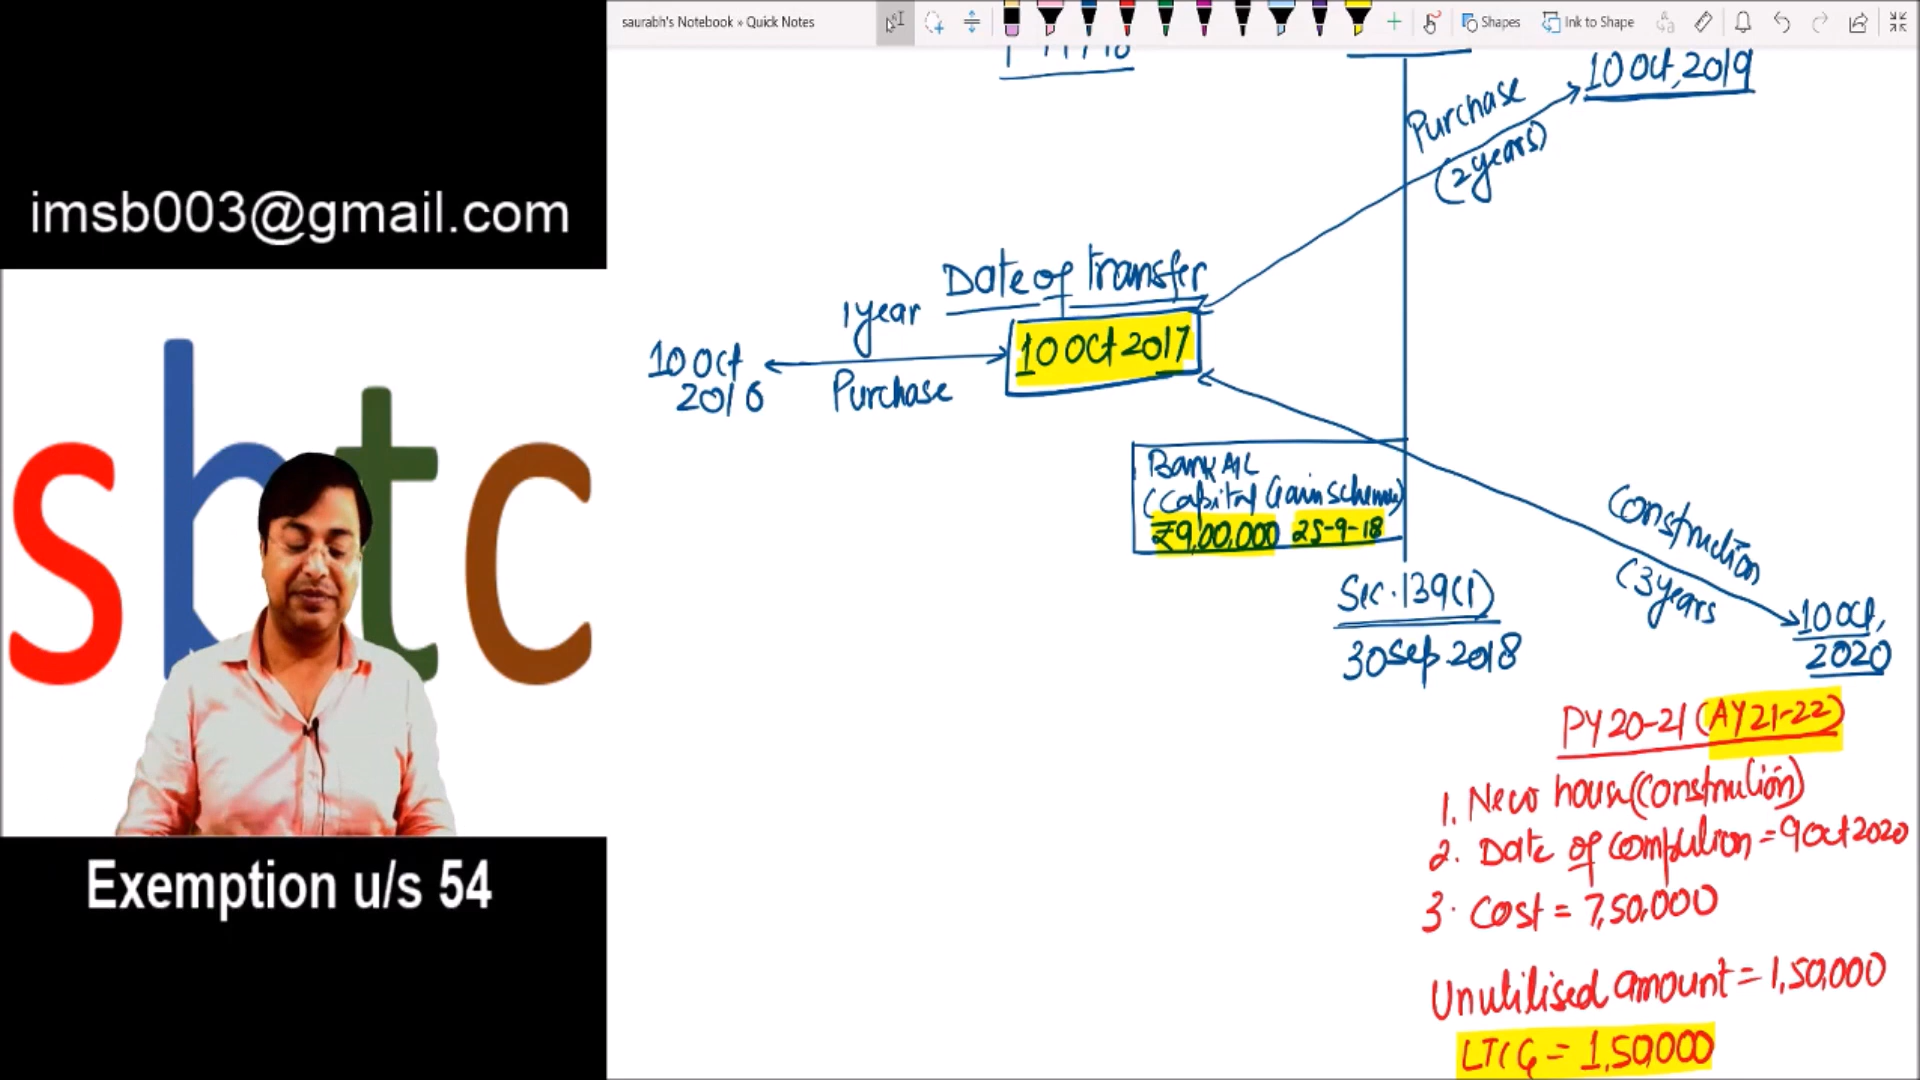 saurabh's Notebook » Quick Notes
Shapes
Ink to Shape
imsb003@gmail.com
sbtc
Exemption u/s 54
10 Oct, 2019
Purchase
(2 years)
Date of transfer
10 Oct 2017
1 year
Purchase
10 Oct
2016
Bank A/C
(Capital Gain Scheme)
₹9,00,000 25-9-18
Sec. 139(1)
30 Sep 2018
Construction
(3 years
10 Oct,
2020
PY 20-21 (AY 21-22)
1. New house (Construction)
2. Date of completion = 9 Oct 2020
3. Cost = 7,50,000
Unutilised amount = 1,50,000
LTCG = 1,50,000